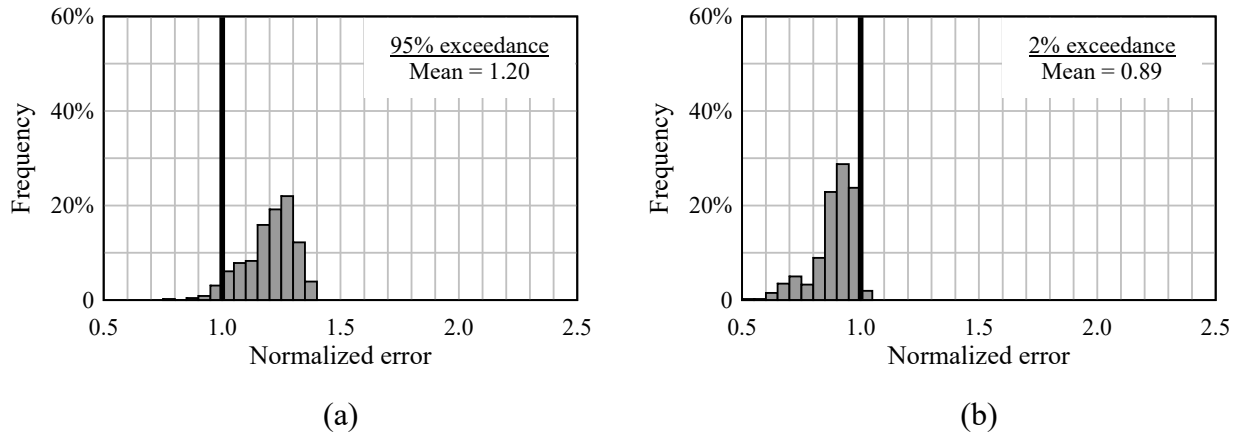 60%
40%
20%
0
Frequency
95% exceedance
Mean = 1.20
0.5 1.0 1.5 2.0 2.5
Normalized error
(a)
60%
40%
20%
0
Frequency
2% exceedance
Mean = 0.89
0.5 1.0 1.5 2.0 2.5
Normalized error
(b)